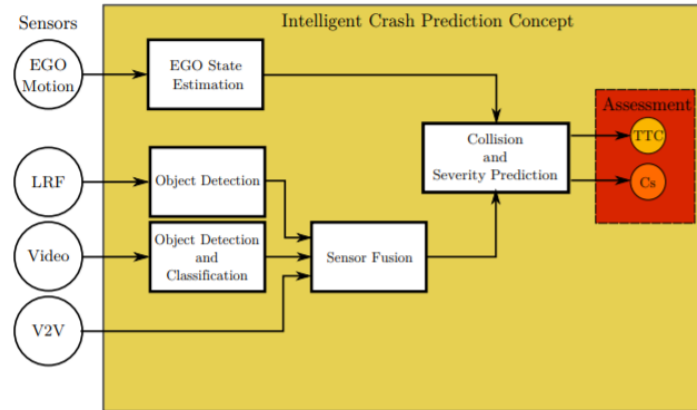 Sensors
Intelligent Crash Prediction Concept
EGO
Motion
EGO State
Estimation
Assessment
TTC
Collision
and
Severity Prediction
Cs
LRF
Object Detection
Video
Object Detection
and
Classification
Sensor Fusion
V2V